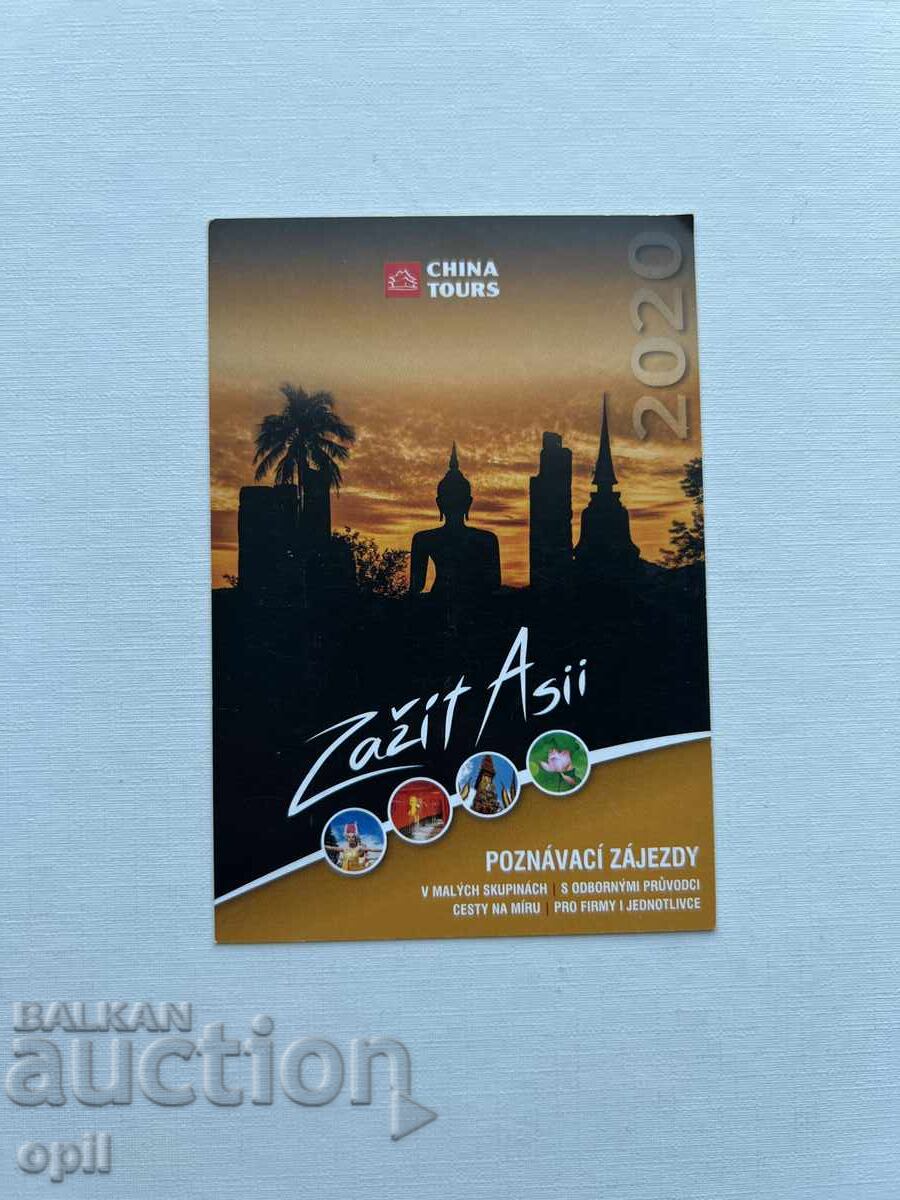 CHINA
TOURS
2020
Zažít Asii
POZNÁVACÍ ZÁJEZDY
V MALÝCH SKUPINÁCH | S ODBORNÝMI PRŮVODCI
CESTY NA MÍRU | PRO FIRMY I JEDNOTLIVCE
BALKAN
auction
opil